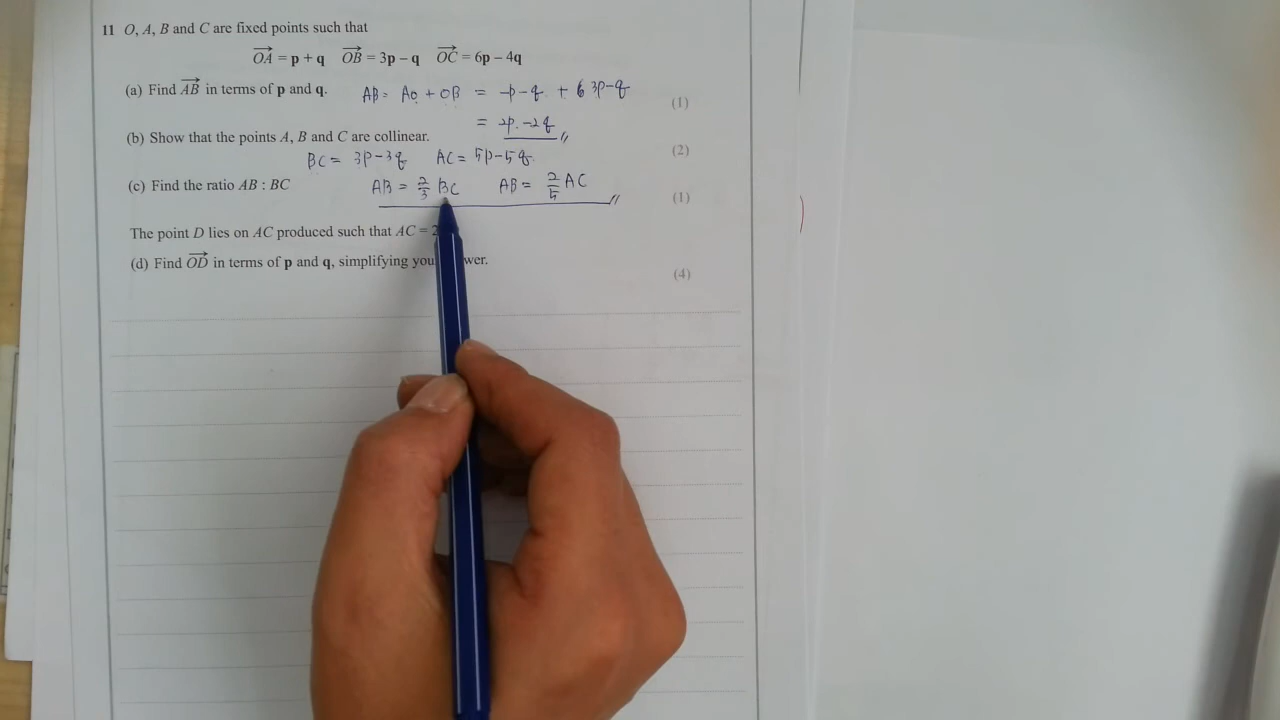 11 O, A, B and C are fixed points such that
OA = p + q OB = 3p – q OC = 6p – 4q
(a) Find AB in terms of p and q.
AB = AO + OB = -p-q + 3p-q
(1)
= 2p-2q
(b) Show that the points A, B and C are collinear.
(2)
BC = 3p-3q AC = 5p-5q
(c) Find the ratio AB : BC
AB = 2/3 BC AB = 2/5 AC
(1)
The point D lies on AC produced such that AC = 2
(d) Find OD in terms of p and q, simplifying
(4)